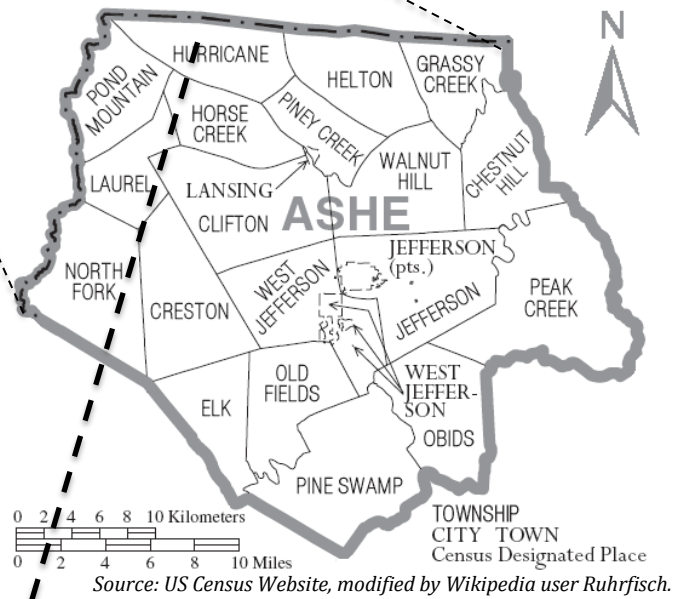 N
HURRICANE
GRASSY
CREEK
HELTON
POND
MOUNTAIN
HORSE
CREEK
PINEY CREEK
WALNUT
HILL
CHESTNUT
HILL
LAUREL
LANSING
CLIFTON
ASHE
JEFFERSON
(pts.)
NORTH
FORK
WEST
JEFFERSON
PEAK
CREEK
CRESTON
JEFFERSON
OLD
FIELDS
WEST
JEFFER-
SON
ELK
OBIDS
PINE SWAMP
TOWNSHIP
CITY TOWN
Census Designated Place
0 2 4 6 8 10 Kilometers
0 2 4 6 8 10 Miles
Source: US Census Website, modified by Wikipedia user Ruhrfisch.